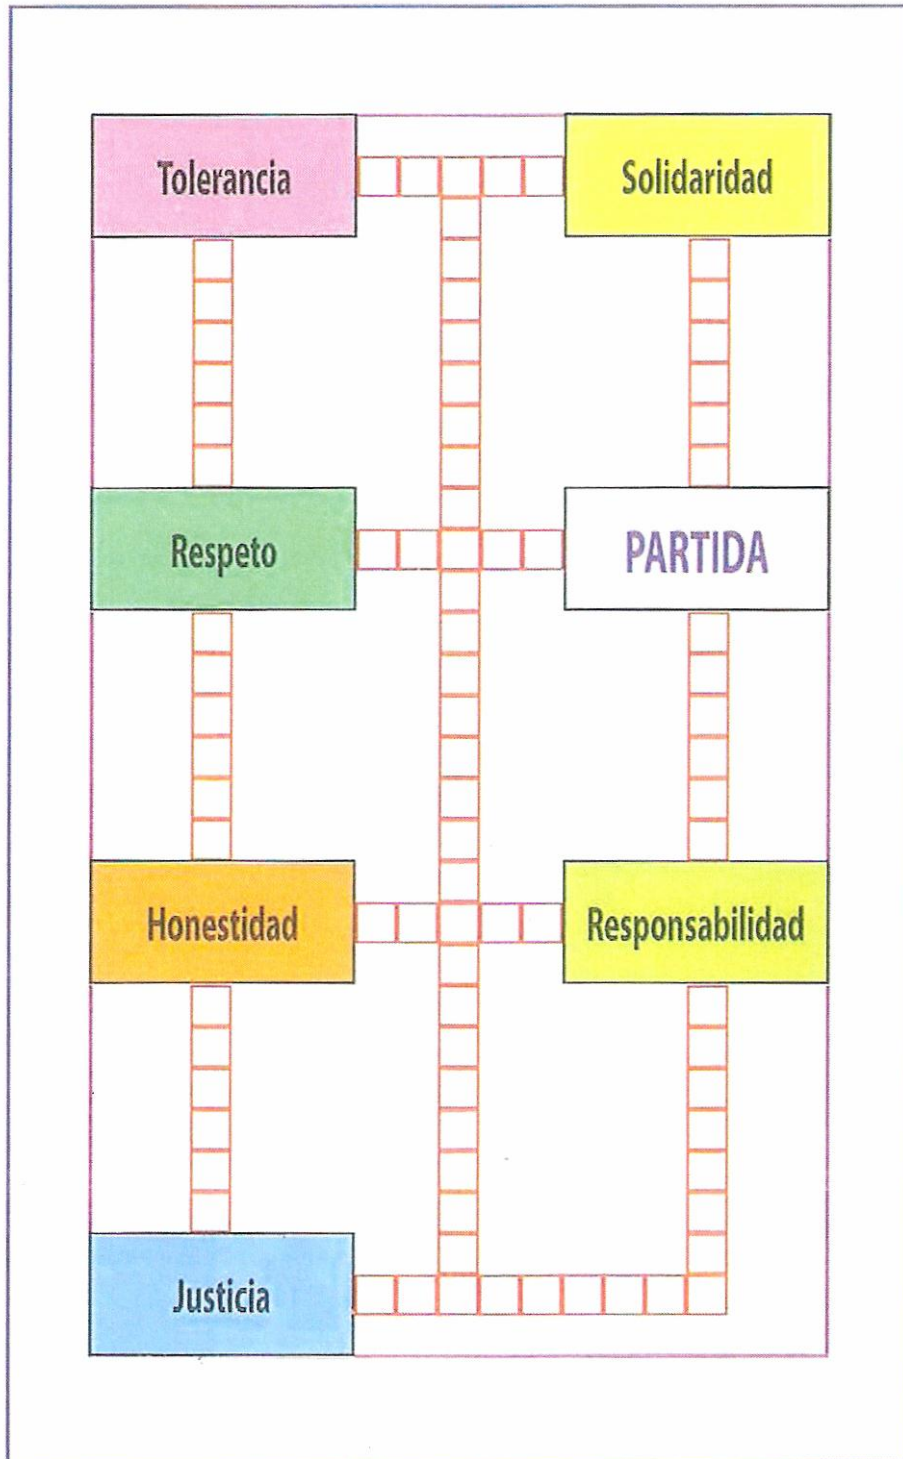 Tolerancia
Solidaridad
Respeto
PARTIDA
Honestidad
Responsabilidad
Justicia